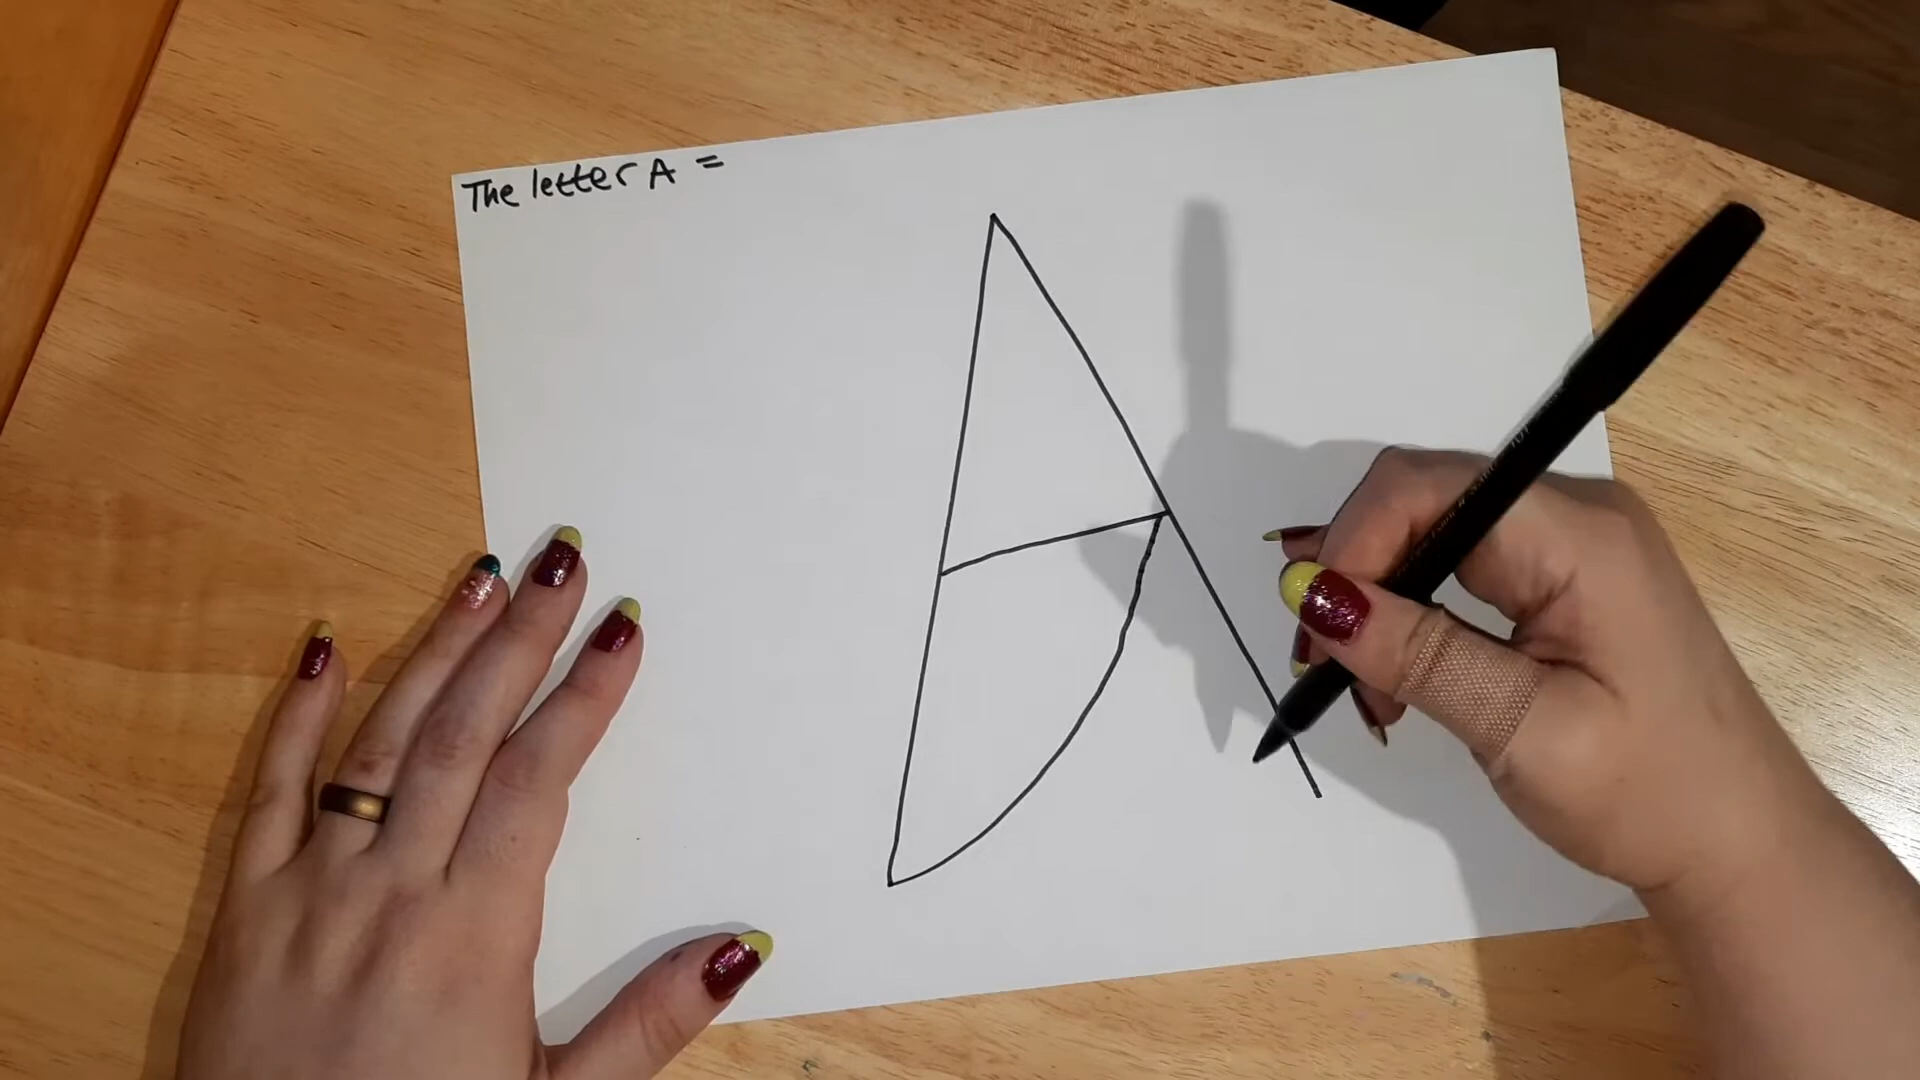 The letter A =
A